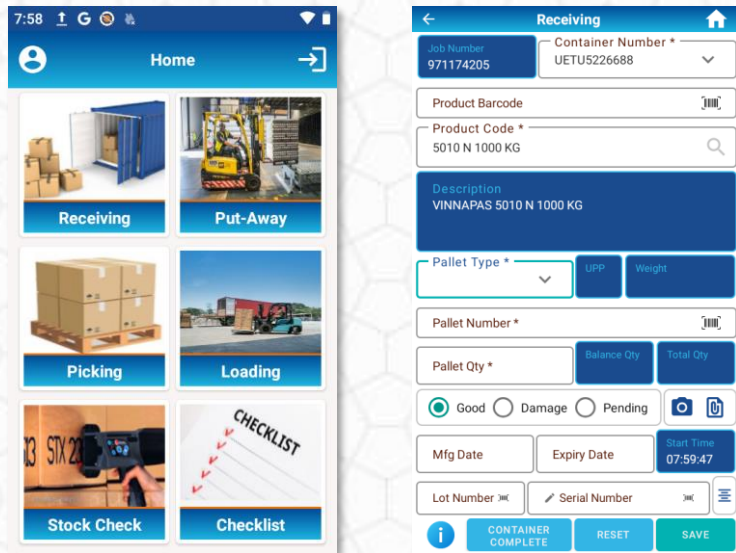 7:58
Home
Receiving
Put-Away
Picking
Loading
STX 22
CHECKLIST
Stock Check
Checklist
Receiving
Job Number
971174205
Container Number *
UETU5226688
Product Barcode
Product Code *
5010 N 1000 KG
Description
VINNAPAS 5010 N 1000 KG
Pallet Type *
UPP
Weight
Pallet Number *
Pallet Qty *
Balance Qty
Total Qty
Good
Damage
Pending
Mfg Date
Expiry Date
Start Time
07:59:47
Lot Number
Serial Number
CONTAINER
COMPLETE
RESET
SAVE